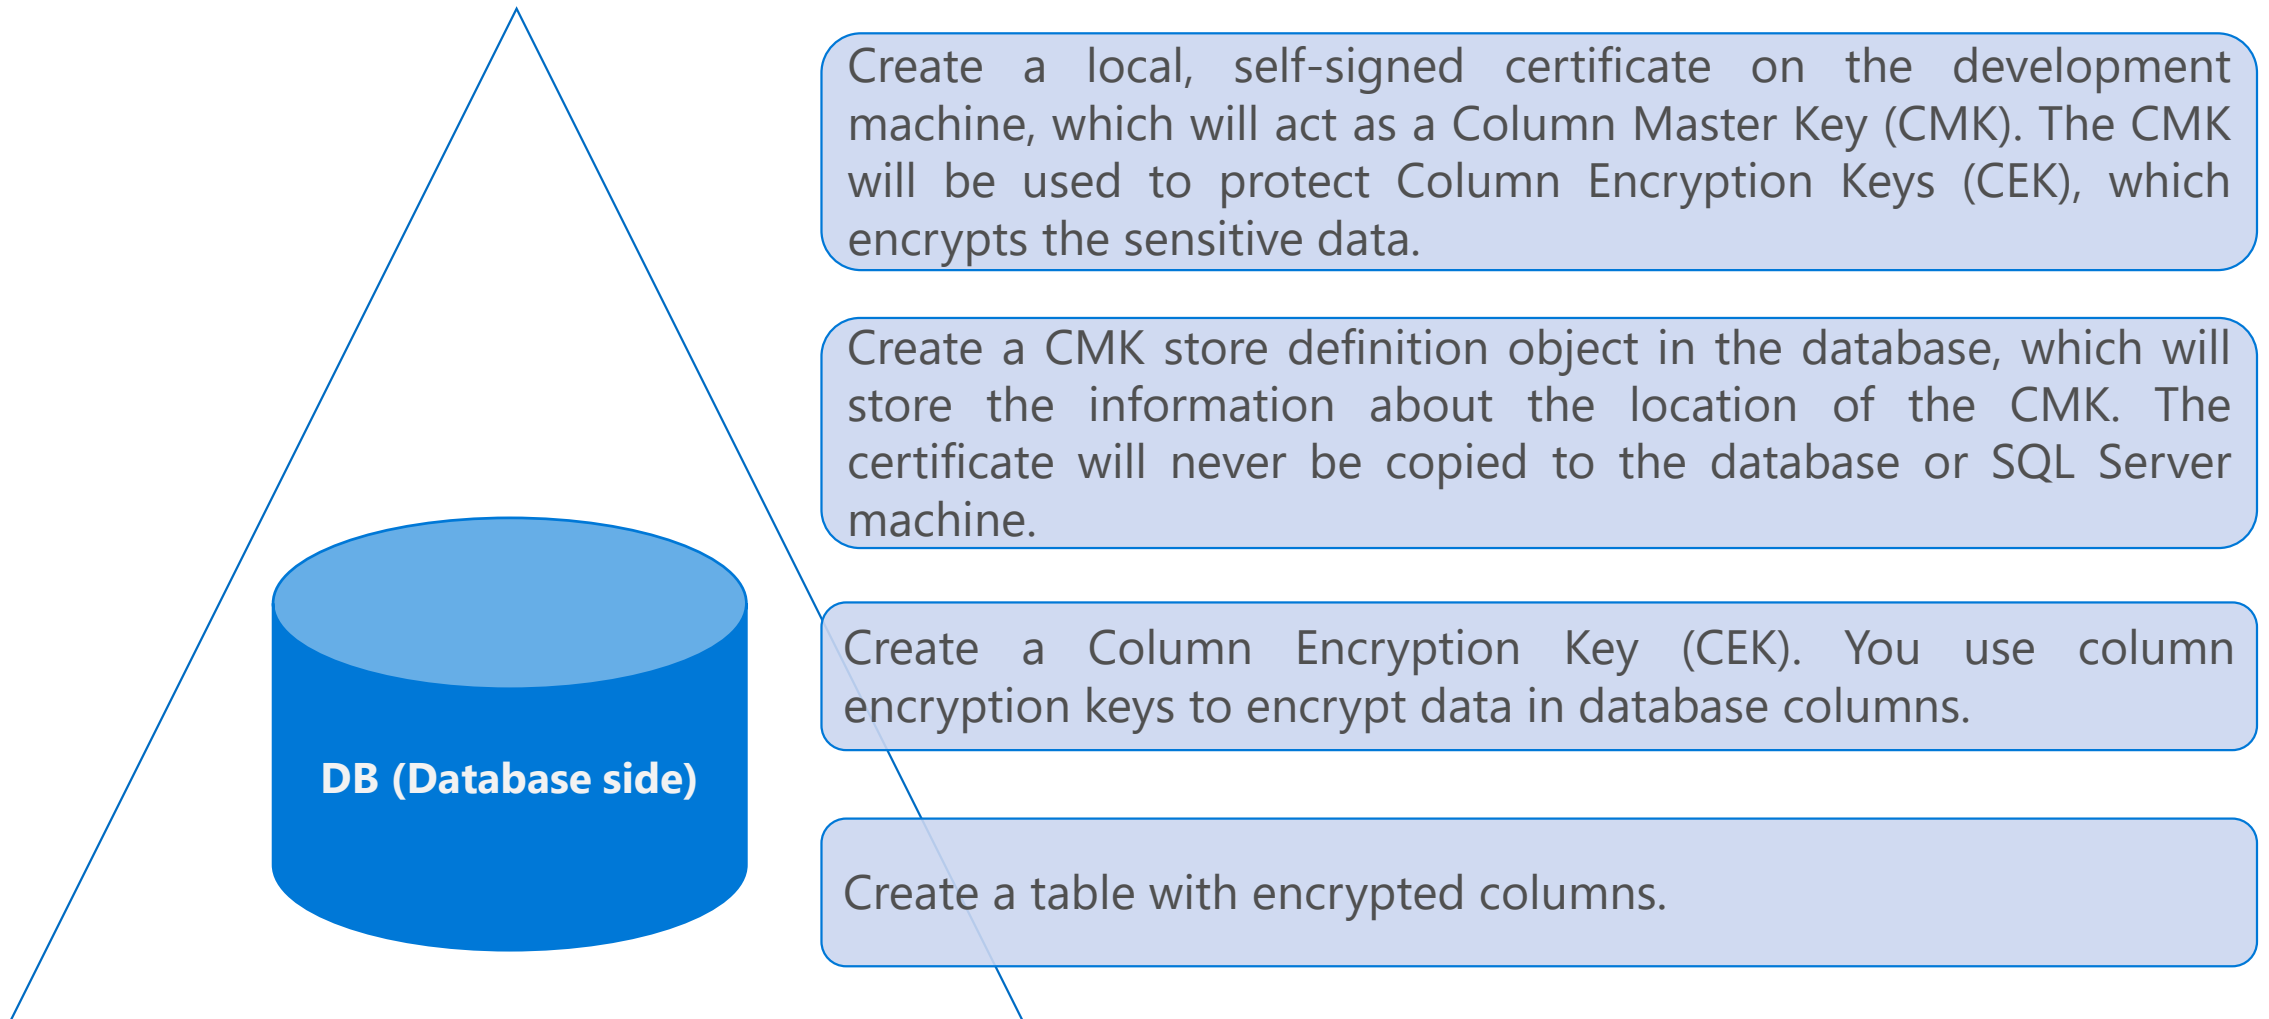 Create a local, self-signed certificate on the development
machine, which will act as a Column Master Key (CMK). The CMK
will be used to protect Column Encryption Keys (CEK), which
encrypts the sensitive data.
Create a CMK store definition object in the database, which will
store the information about the location of the CMK. The
certificate will never be copied to the database or SQL Server
machine.
Create a Column Encryption Key (CEK). You use column
encryption keys to encrypt data in database columns.
DB (Database side)
Create a table with encrypted columns.